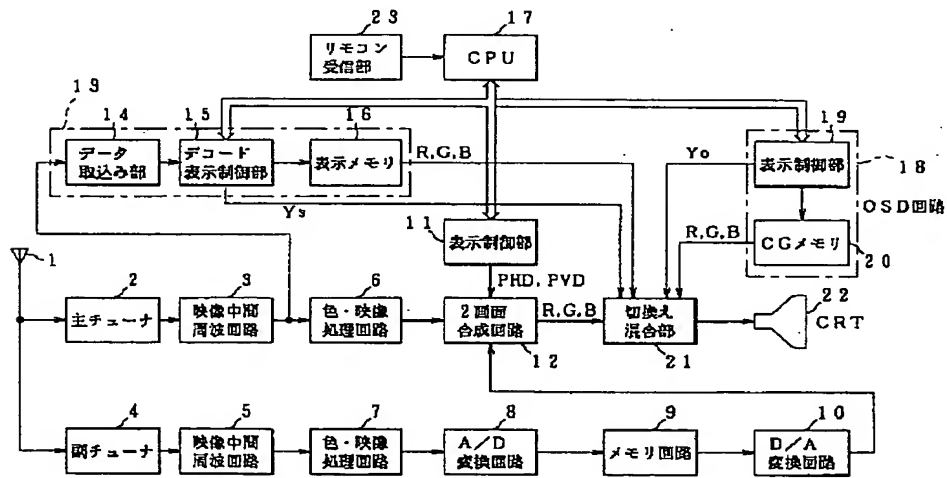 23
17
リモコン
受信部
CPU
13
14
15
16
19
データ
取込み部
デコード
表示制御部
表示メモリ
R,G,B
Yo
表示制御部
18
Ys
11
OSD回路
表示制御部
R,G,B
CGメモリ
20
1
PHD,PVD
2
3
6
22
主チューナ
映像中間
周波回路
色・映像
処理回路
2画面
合成回路
R,G,B
切換え
混合部
CRT
12
21
4
5
7
8
9
10
副チューナ
映像中間
周波回路
色・映像
処理回路
A/D
変換回路
メモリ回路
D/A
変換回路